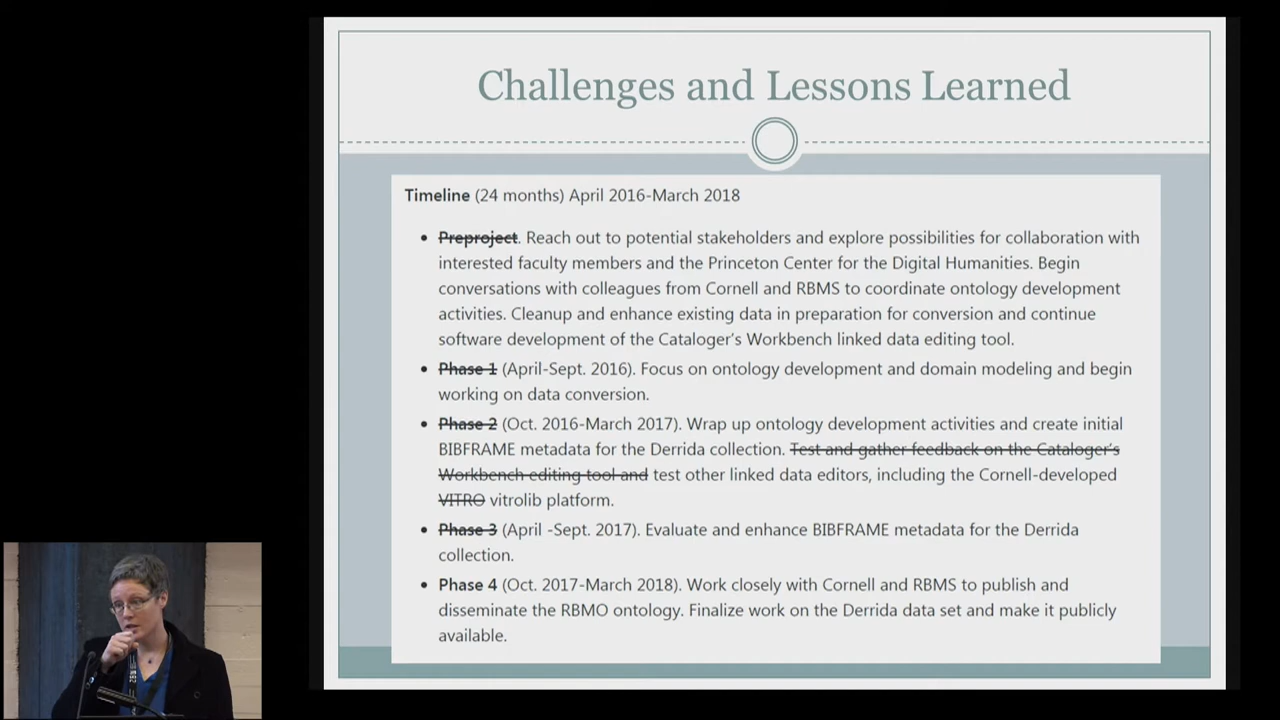 Challenges and Lessons Learned
Timeline (24 months) April 2016-March 2018
• Preproject. Reach out to potential stakeholders and explore possibilities for collaboration with
interested faculty members and the Princeton Center for the Digital Humanities. Begin
conversations with colleagues from Cornell and RBMS to coordinate ontology development
activities. Cleanup and enhance existing data in preparation for conversion and continue
software development of the Cataloger's Workbench linked data editing tool.
• Phase 1 (April-Sept. 2016). Focus on ontology development and domain modeling and begin
working on data conversion.
• Phase 2 (Oct. 2016-March 2017). Wrap up ontology development activities and create initial
BIBFRAME metadata for the Derrida collection. Test and gather feedback on the Cataloger's
Workbench editing tool and test other linked data editors, including the Cornell-developed
VITRO vitrolib platform.
• Phase 3 (April -Sept. 2017). Evaluate and enhance BIBFRAME metadata for the Derrida
collection.
• Phase 4 (Oct. 2017-March 2018). Work closely with Cornell and RBMS to publish and
disseminate the RBMO ontology. Finalize work on the Derrida data set and make it publicly
available.